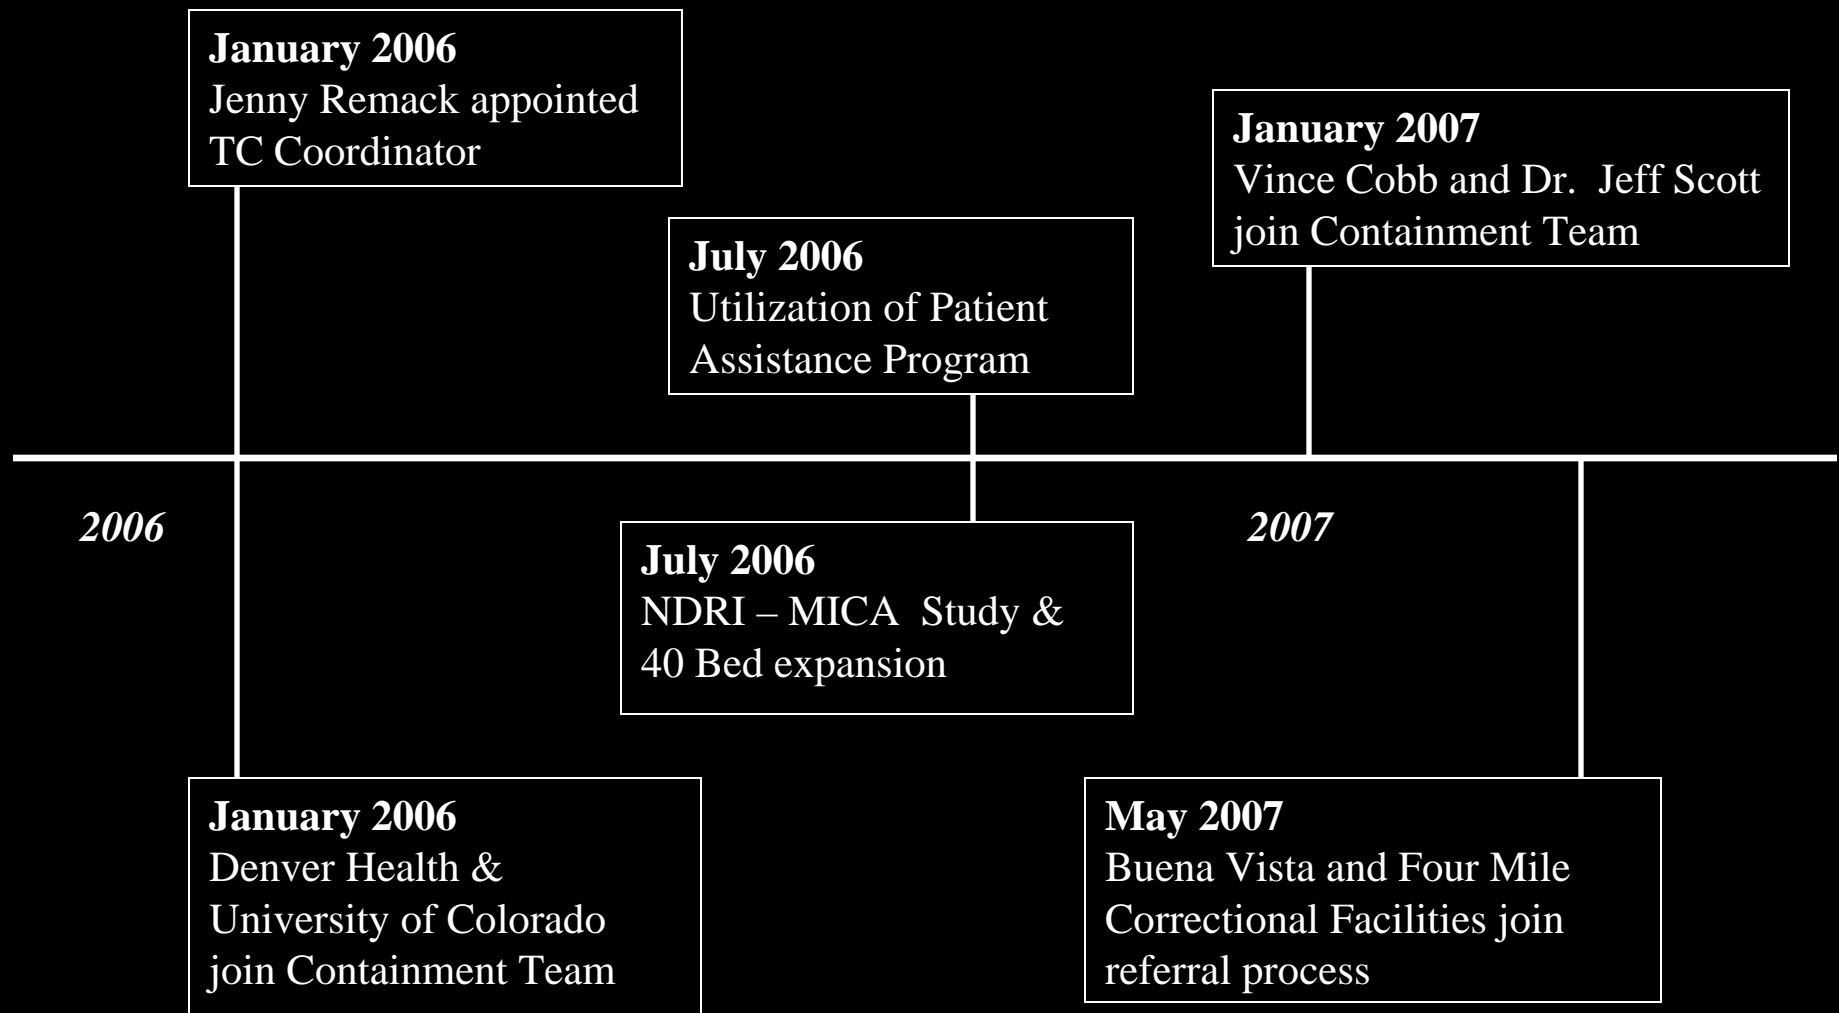 January 2006
Jenny Remack appointed
TC Coordinator
January 2007
Vince Cobb and Dr.  Jeff Scott
join Containment Team
July 2006
Utilization of Patient
Assistance Program
2006
2007
July 2006
NDRI – MICA  Study &
40 Bed expansion
January 2006
Denver Health &
University of Colorado
join Containment Team
May 2007
Buena Vista and Four Mile
Correctional Facilities join
referral process